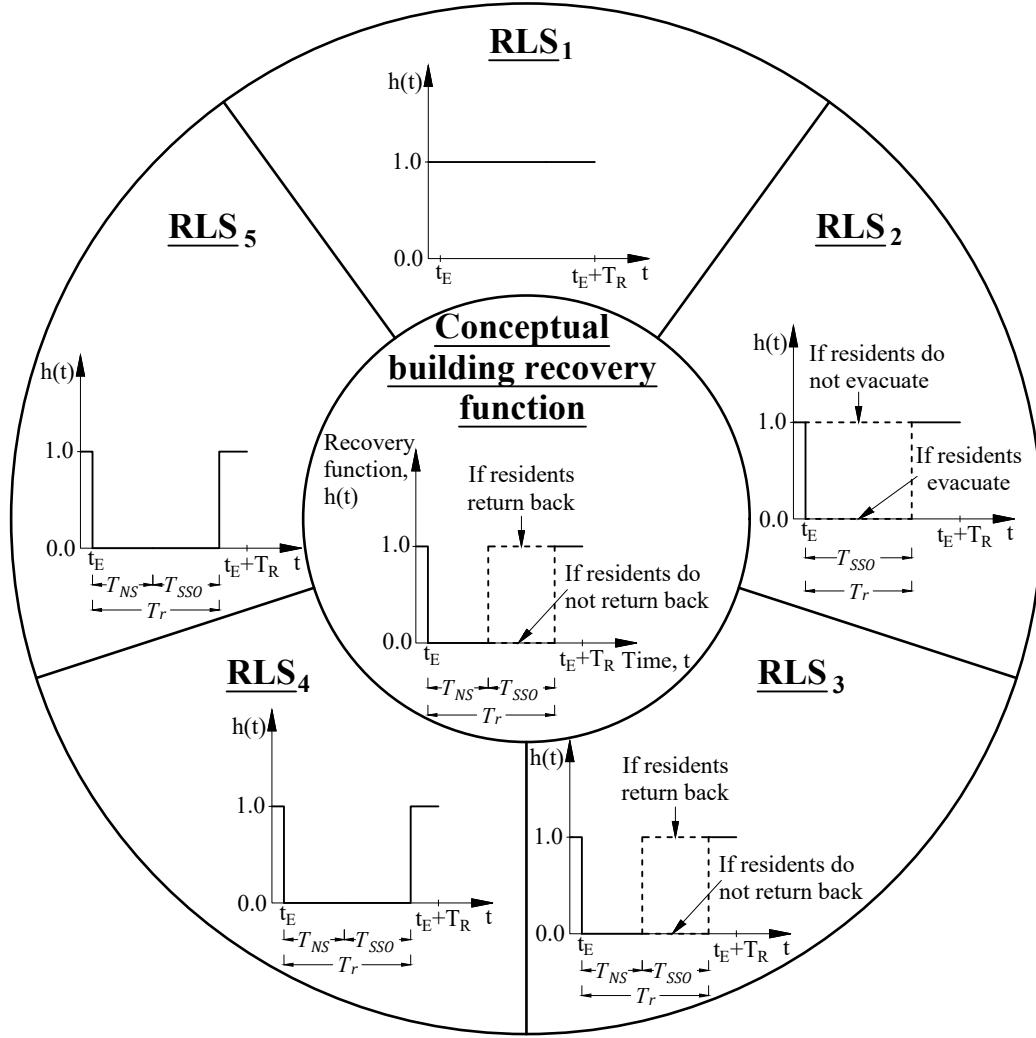 RLS1
h(t)
1.0
0.0
tE
tE+TR
t
RLS2
h(t)
If residents do
not evacuate
1.0
If residents
evacuate
0.0
tE
tE+TR
t
TSSO
Tr
RLS3
h(t)
If residents
return back
1.0
If residents do
not return back
0.0
tE
tE+TR
t
TNS
TSSO
Tr
RLS4
h(t)
1.0
0.0
tE
tE+TR
t
TNS
TSSO
Tr
RLS5
h(t)
1.0
0.0
tE
tE+TR
t
TNS
TSSO
Tr
Conceptual
building recovery
function
Recovery
function,
h(t)
If residents
return back
1.0
If residents do
not return back
0.0
tE
tE+TR
Time, t
TNS
TSSO
Tr